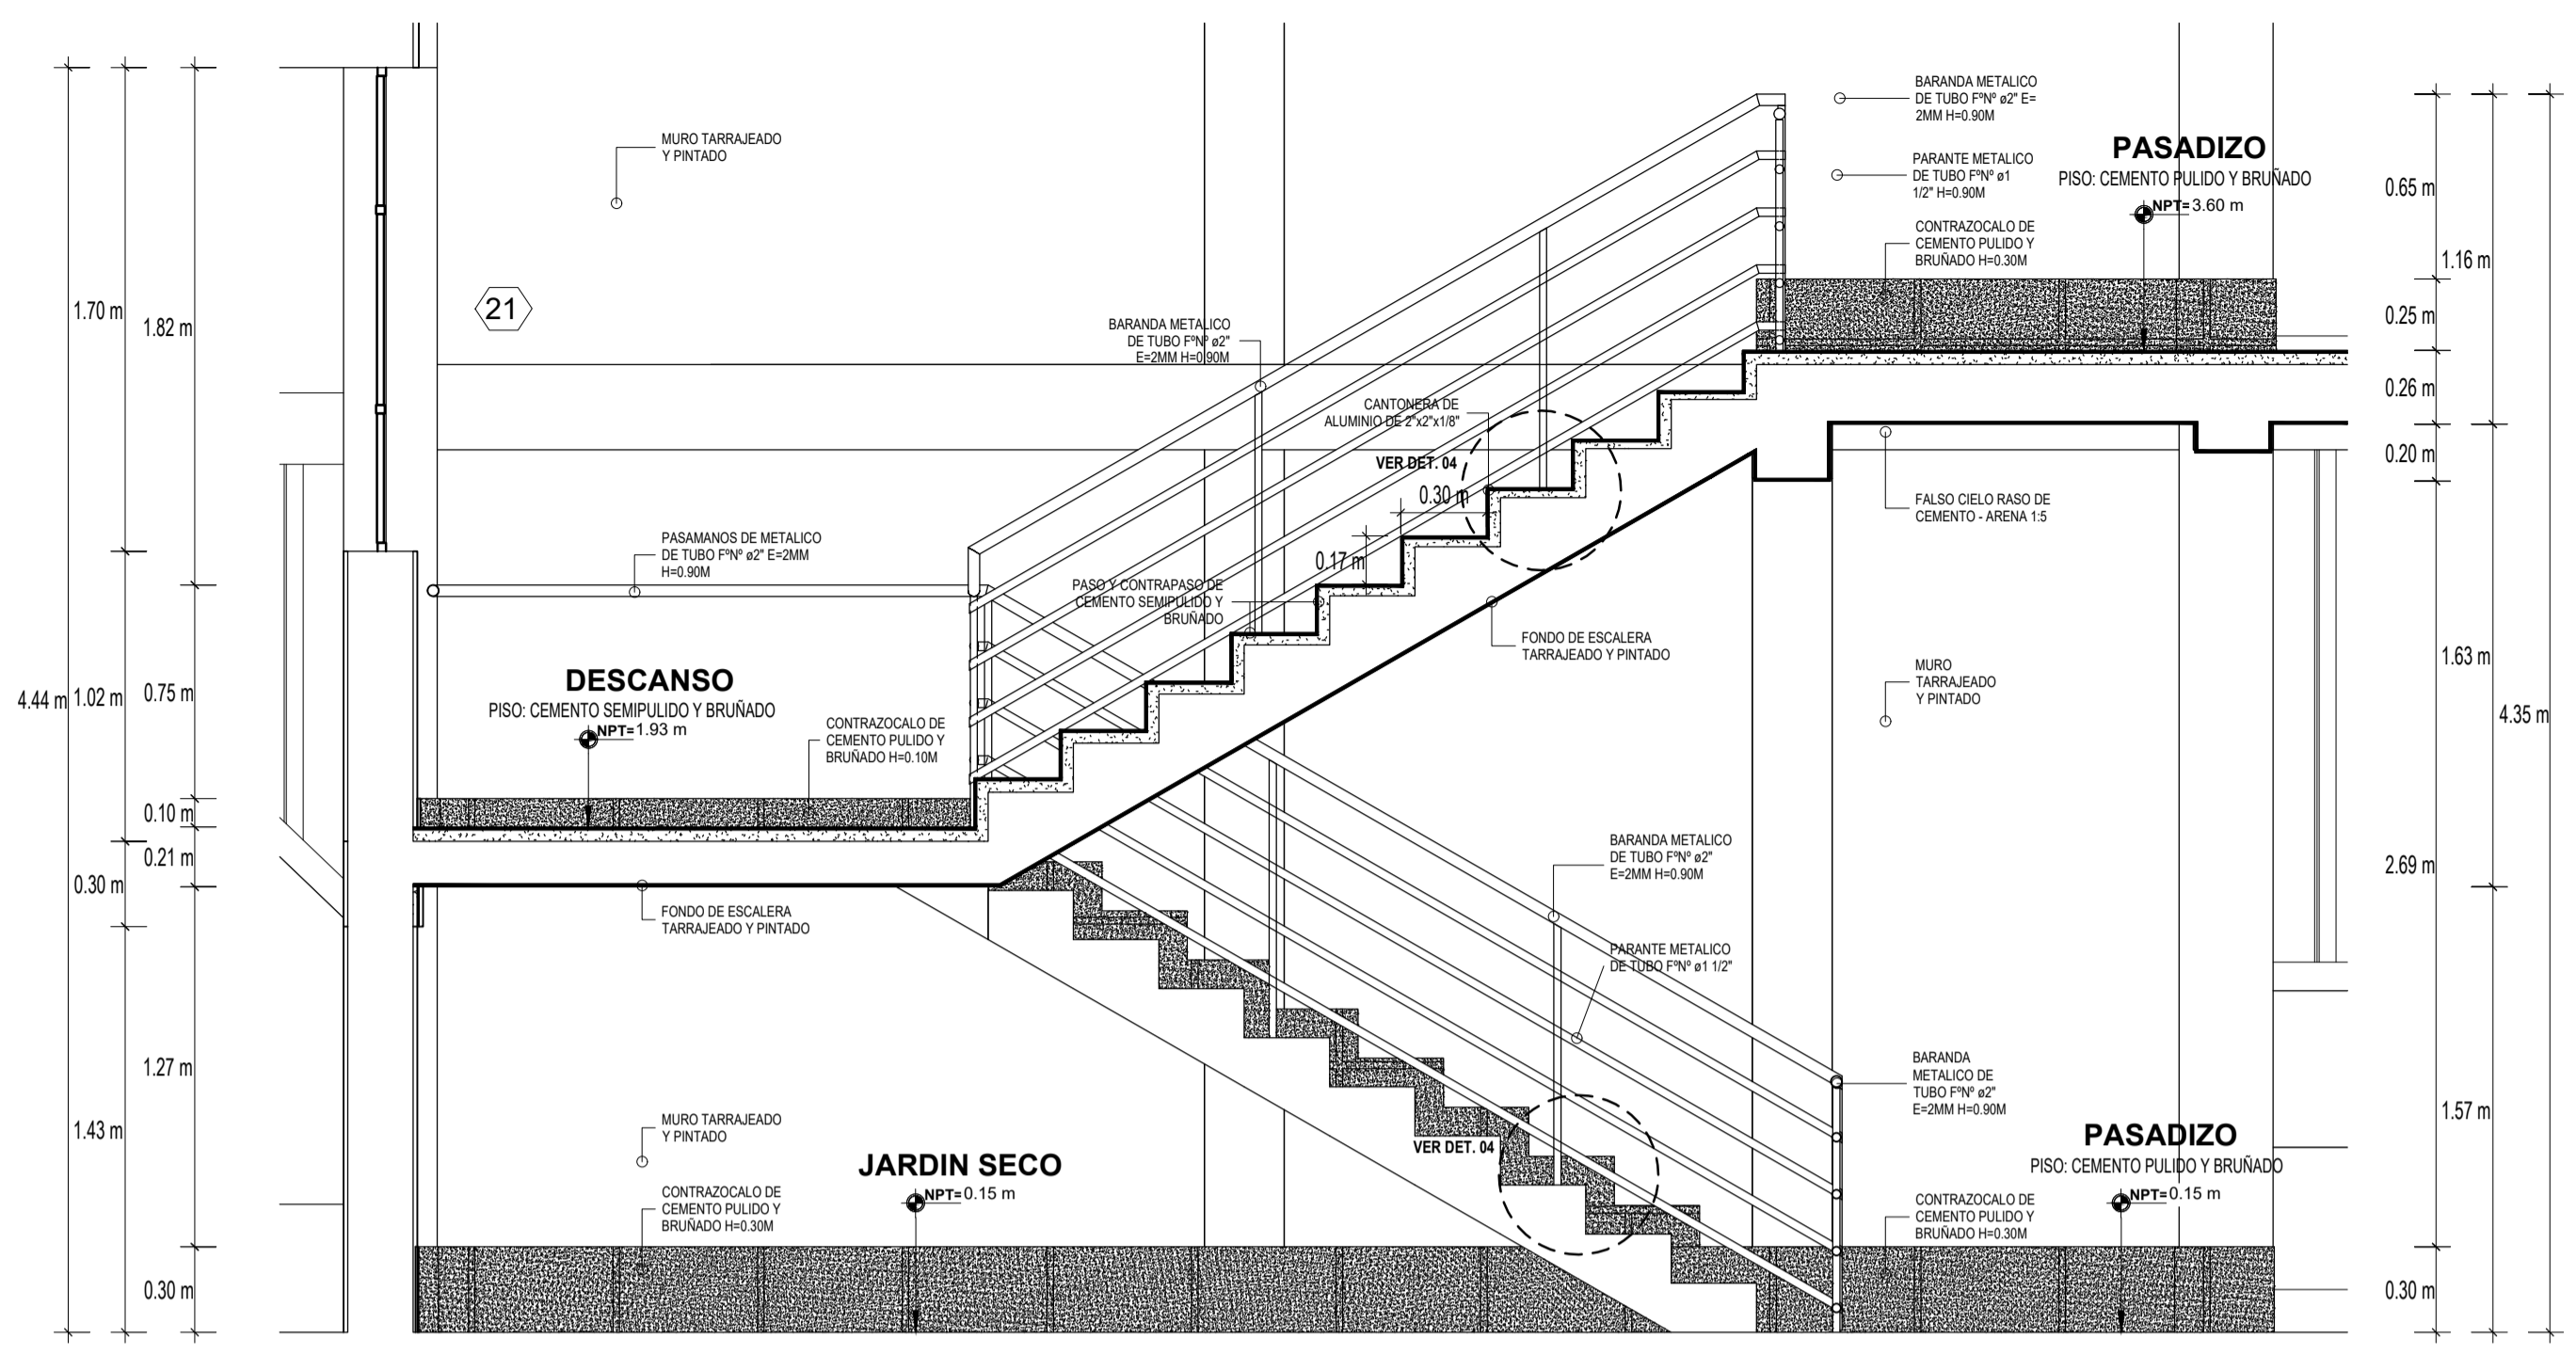 BARANDA METALICO
DE TUBO FºNº ø2" E=
2MM H=0.90M
MURO TARRAJEADO
Y PINTADO
PASADIZO
PISO: CEMENTO PULIDO Y BRUÑADO
NPT= 3.60 m
PARANTE METALICO
DE TUBO FºNº ø1
1/2" H=0.90M
0.65 m
CONTRAZOCALO DE
CEMENTO PULIDO Y
BRUÑADO H=0.30M
1.16 m
1.70 m
1.82 m
21
0.25 m
BARANDA METALICO
DE TUBO FºNº ø2"
E=2MM H=0.90M
0.26 m
CANTONERA DE
ALUMINIO DE 2"x2"x1/8"
VER DET. 04
0.20 m
0.30 m
FALSO CIELO RASO DE
CEMENTO - ARENA 1:5
PASAMANOS DE METALICO
DE TUBO FºNº ø2" E=2MM
H=0.90M
0.17 m
PASO Y CONTRAPASO DE
CEMENTO SEMIPULIDO Y
BRUÑADO
FONDO DE ESCALERA
TARRAJEADO Y PINTADO
1.63 m
MURO
TARRAJEADO
Y PINTADO
DESCANSO
PISO: CEMENTO SEMIPULIDO Y BRUÑADO
NPT= 1.93 m
4.44 m
1.02 m
0.75 m
4.35 m
CONTRAZOCALO DE
CEMENTO PULIDO Y
BRUÑADO H=0.10M
0.10 m
0.21 m
0.30 m
BARANDA METALICO
DE TUBO FºNº ø2"
E=2MM H=0.90M
2.69 m
FONDO DE ESCALERA
TARRAJEADO Y PINTADO
PARANTE METALICO
DE TUBO FºNº ø1 1/2"
1.27 m
BARANDA
METALICO DE
TUBO FºNº ø2"
E=2MM H=0.90M
1.43 m
1.57 m
MURO TARRAJEADO
Y PINTADO
VER DET. 04
PASADIZO
PISO: CEMENTO PULIDO Y BRUÑADO
NPT= 0.15 m
JARDIN SECO
NPT= 0.15 m
CONTRAZOCALO DE
CEMENTO PULIDO Y
BRUÑADO H=0.30M
CONTRAZOCALO DE
CEMENTO PULIDO Y
BRUÑADO H=0.30M
0.30 m
0.30 m